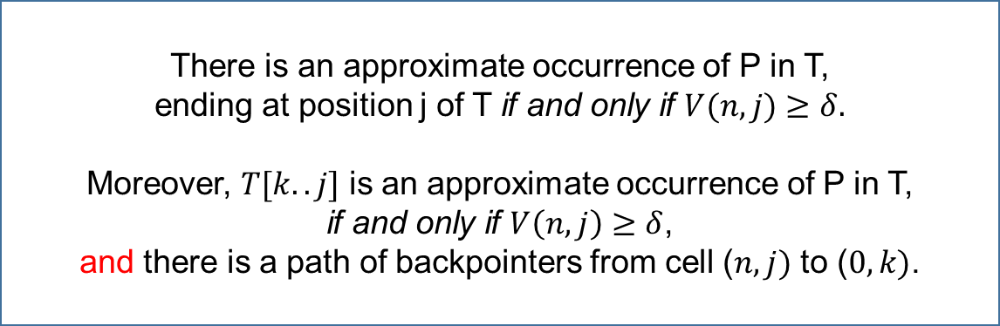 There is an approximate occurrence of P in T,
ending at position j of T if and only if V(n, j) ≥ δ.
Moreover, T[k. . j] is an approximate occurrence of P in T,
if and only if V(n, j) ≥ δ,
and there is a path of backpointers from cell (n, j) to (0, k).